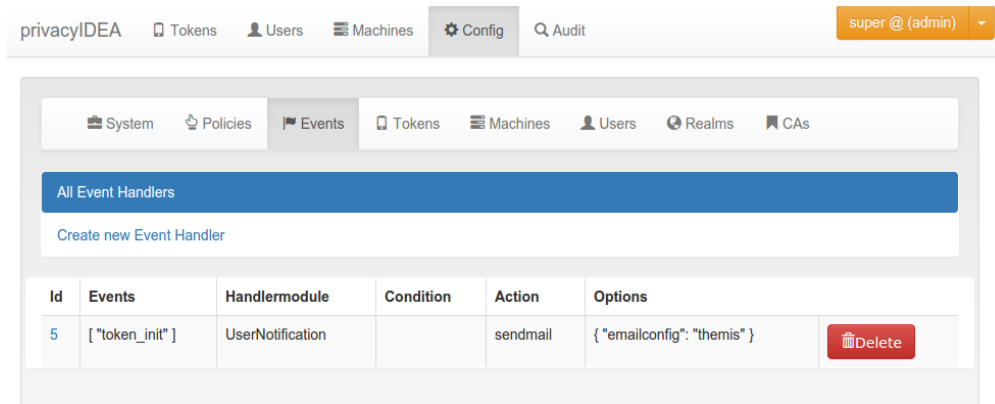 privacyIDEA Tokens Users Machines Config Audit super @ (admin)
System Policies Events Tokens Machines Users Realms CAs
All Event Handlers
Create new Event Handler
Id Events Handlermodule Condition Action Options
5 [ "token_init" ] UserNotification sendmail { "emailconfig": "themis" } Delete